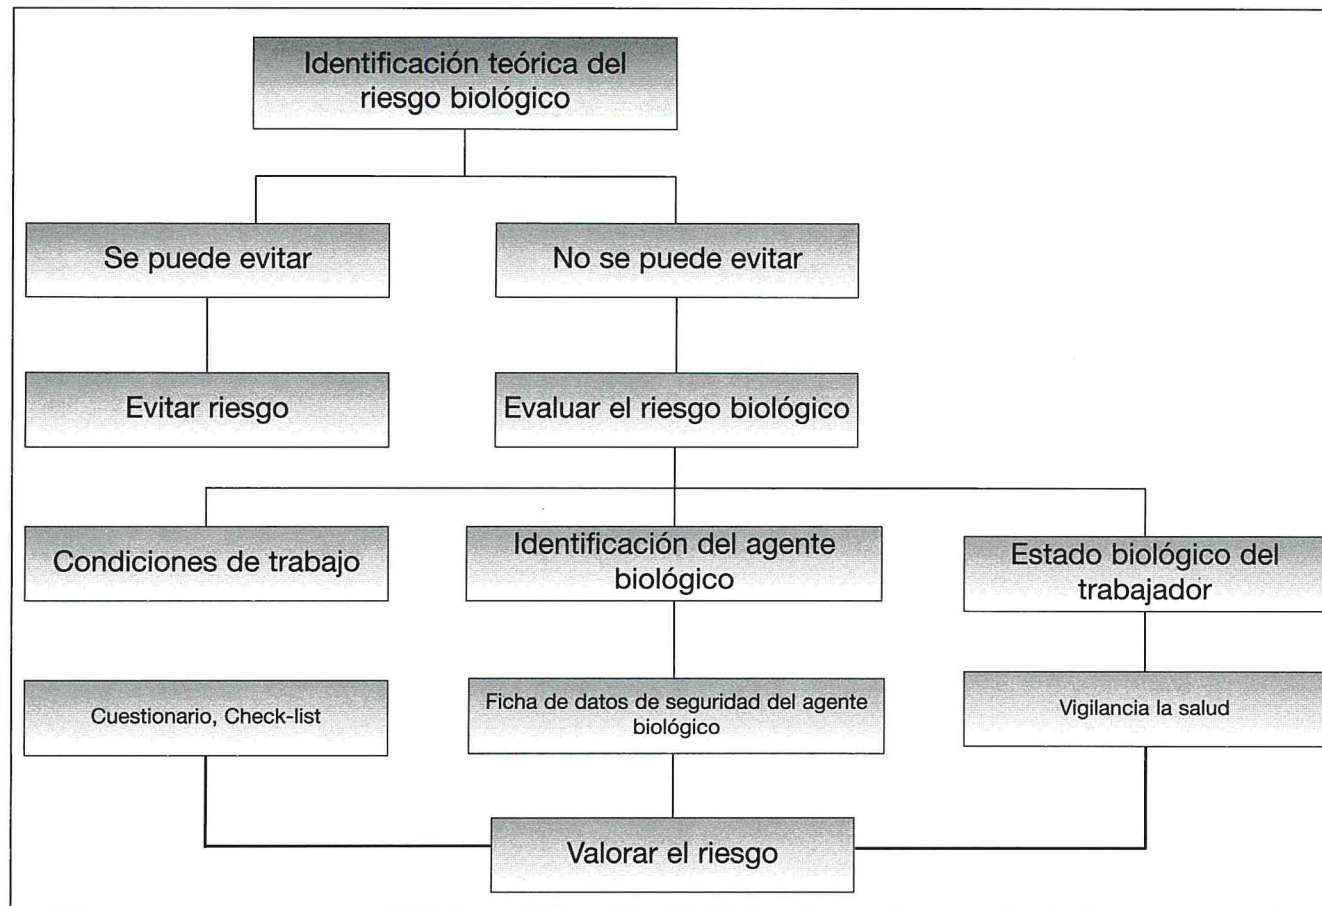 Identificación teórica del
riesgo biológico
Se puede evitar
No se puede evitar
Evitar riesgo
Evaluar el riesgo biológico
Condiciones de trabajo
Identificación del agente
biológico
Estado biológico del
trabajador
Cuestionario, Check-list
Ficha de datos de seguridad del agente
biológico
Vigilancia la salud
Valorar el riesgo